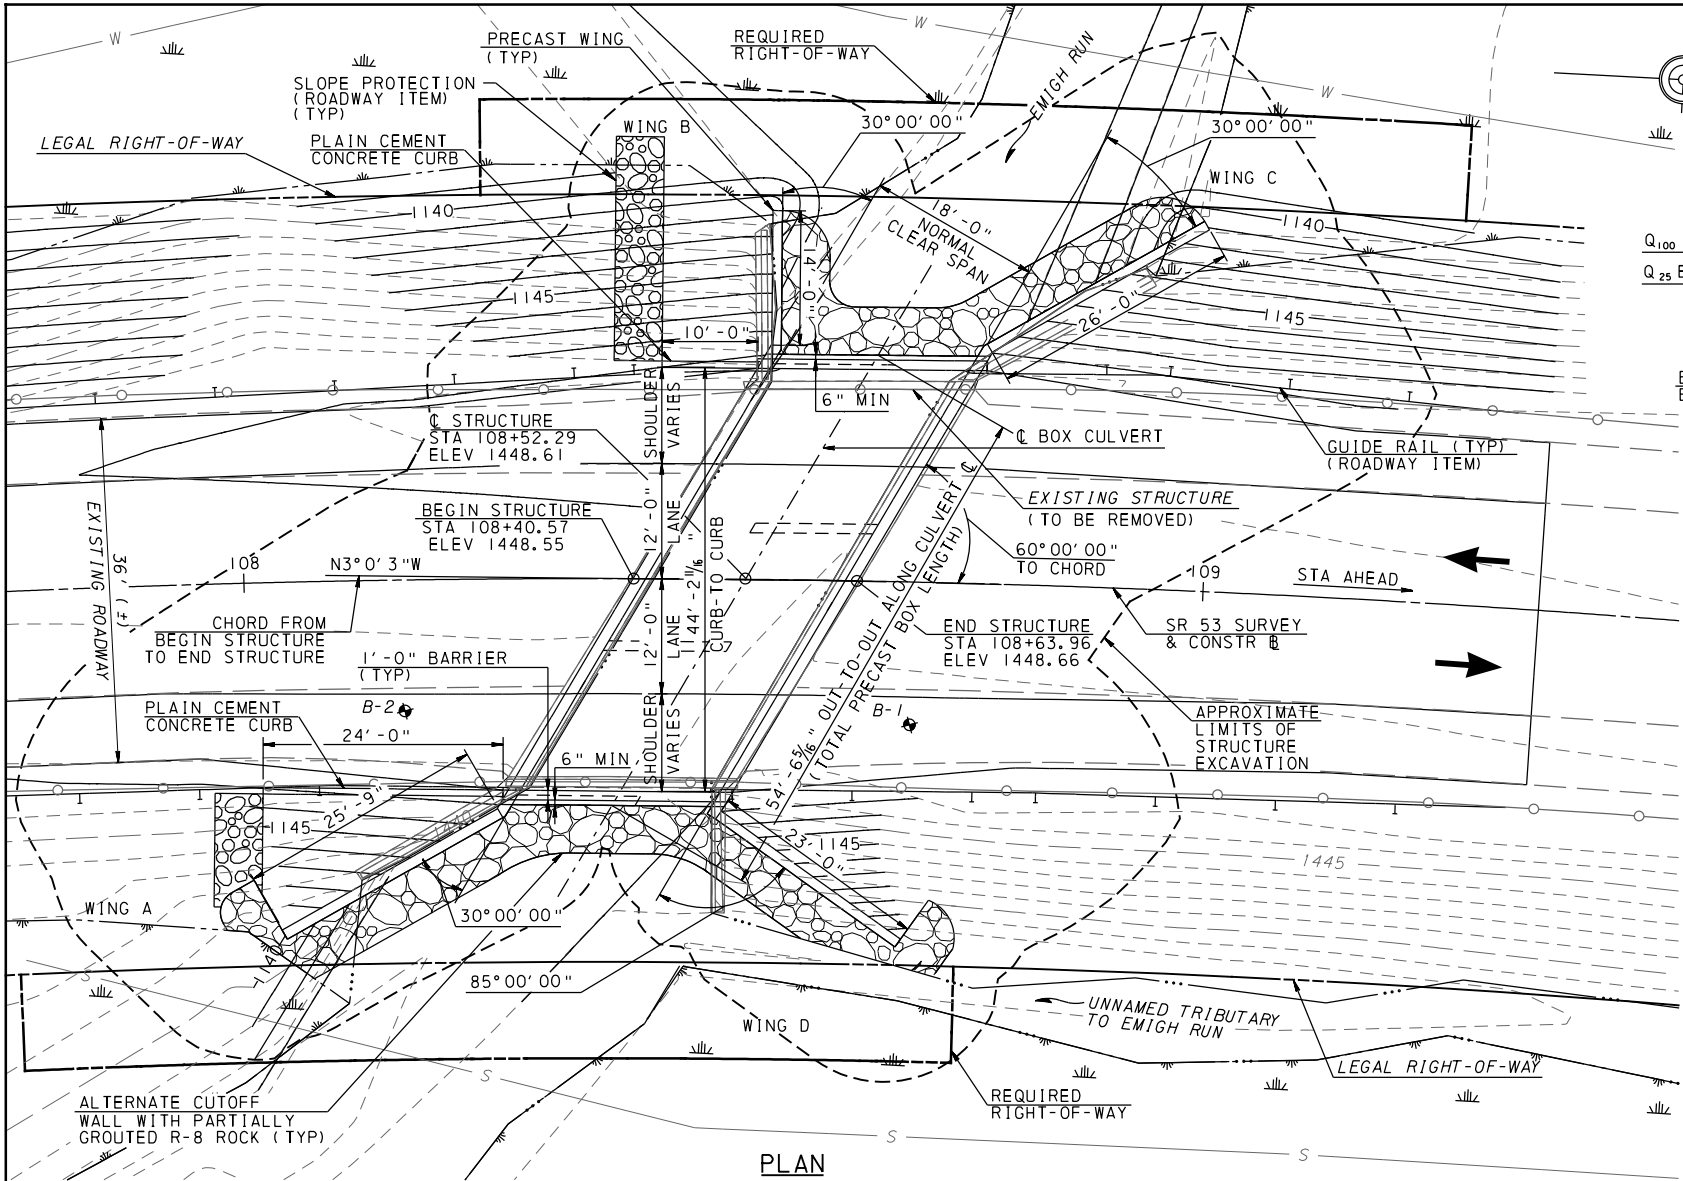 W
W
W
PRECAST WING
(TYP)
REQUIRED
RIGHT-OF-WAY
EMIGH RUN
SLOPE PROTECTION
(ROADWAY ITEM)
(TYP)
WING B
30°00'00"
30°00'00"
LEGAL RIGHT-OF-WAY
PLAIN CEMENT
CONCRETE CURB
WING C
1140
18'-0"
NORMAL
CLEAR SPAN
1140
Q100
Q25
14'-0"
1145
1145
10'-0"
26'-0"
6" MIN
SHOULDER
VARIES
℄ STRUCTURE
STA 108+52.29
ELEV 1448.61
℄ BOX CULVERT
GUIDE RAIL (TYP)
(ROADWAY ITEM)
EXISTING STRUCTURE
(TO BE REMOVED)
BEGIN STRUCTURE
STA 108+40.57
ELEV 1448.55
12'-0"
LANE
44'-2 11/16"
CURB-TO CURB
60°00'00"
TO CHORD
EXISTING ROADWAY
36' (±)
108
N3°0'3"W
109
STA AHEAD
CHORD FROM
BEGIN STRUCTURE
TO END STRUCTURE
12'-0"
LANE
END STRUCTURE
STA 108+63.96
ELEV 1448.66
SR 53 SURVEY
& CONSTR B
1'-0" BARRIER
(TYP)
54'-6 5/16" OUT-TO-OUT ALONG CULVERT ℄
(TOTAL PRECAST BOX LENGTH)
B-2
B-1
PLAIN CEMENT
CONCRETE CURB
24'-0"
SHOULDER
VARIES
6" MIN
APPROXIMATE
LIMITS OF
STRUCTURE
EXCAVATION
25'-9"
1145
1440
23'-0"
1145
1445
WING A
30°00'00"
1140
85°00'00"
S
WING D
UNNAMED TRIBUTARY
TO EMIGH RUN
LEGAL RIGHT-OF-WAY
S
ALTERNATE CUTOFF
WALL WITH PARTIALLY
GROUTED R-8 ROCK (TYP)
REQUIRED
RIGHT-OF-WAY
S
S
PLAN